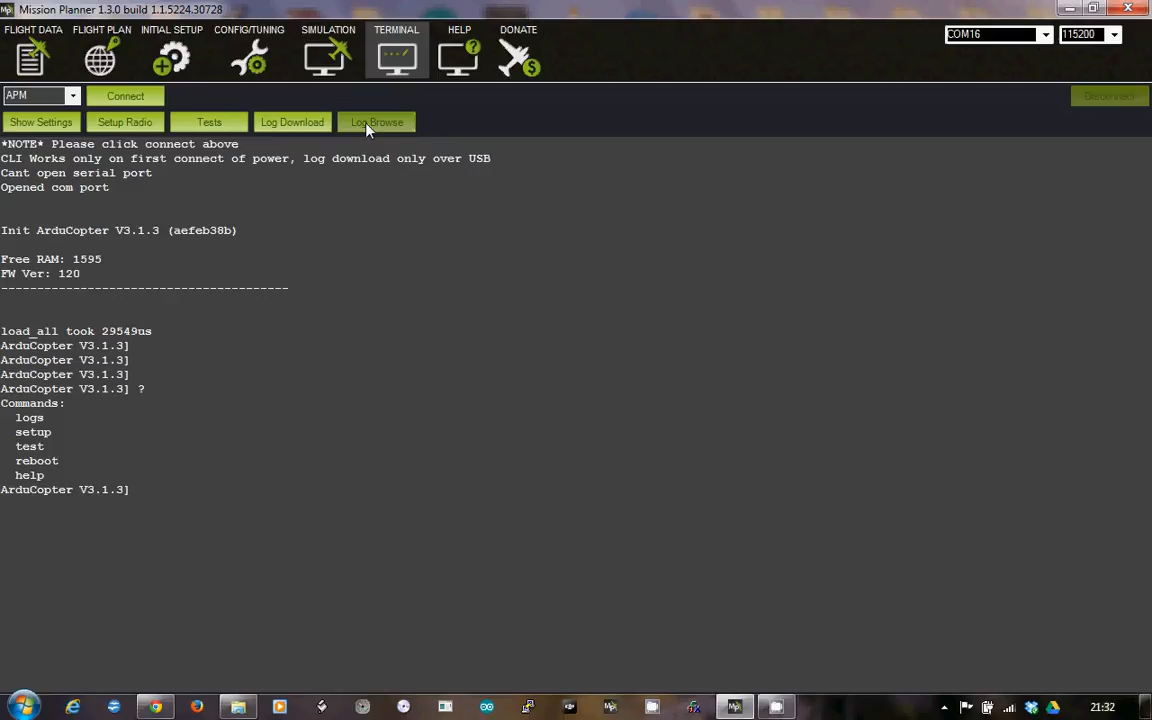 Mission Planner 1.3.0 build 1.1.5224.30728
FLIGHT DATA FLIGHT PLAN INITIAL SETUP CONFIG/TUNING SIMULATION TERMINAL HELP DONATE
COM16 115200
APM Connect Disconnect
Show Settings Setup Radio Tests Log Download Log Browse
*NOTE* Please click connect above
CLI Works only on first connect of power, log download only over USB
Cant open serial port
Opened com port
Init ArduCopter V3.1.3 (aefeb38b)
Free RAM: 1595
FW Ver: 120
----------------------------------------
load_all took 29549us
ArduCopter V3.1.3]
ArduCopter V3.1.3]
ArduCopter V3.1.3]
ArduCopter V3.1.3] ?
Commands:
logs
setup
test
reboot
help
ArduCopter V3.1.3]
21:32